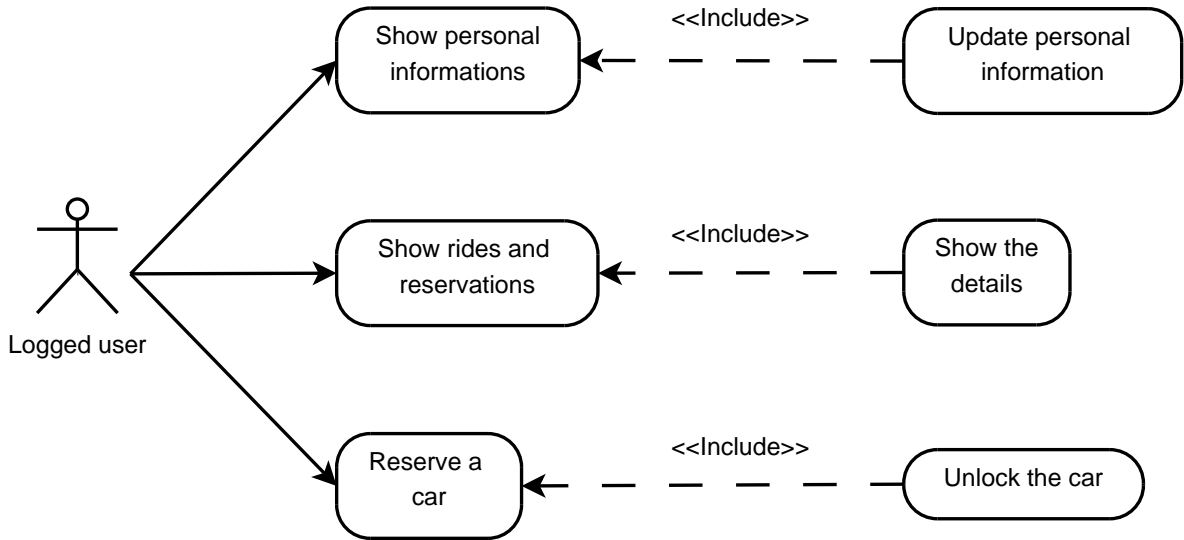 Show personal
informations
<<Include>>
Update personal
information
Logged user
Show rides and
reservations
<<Include>>
Show the
details
Reserve a
car
<<Include>>
Unlock the car